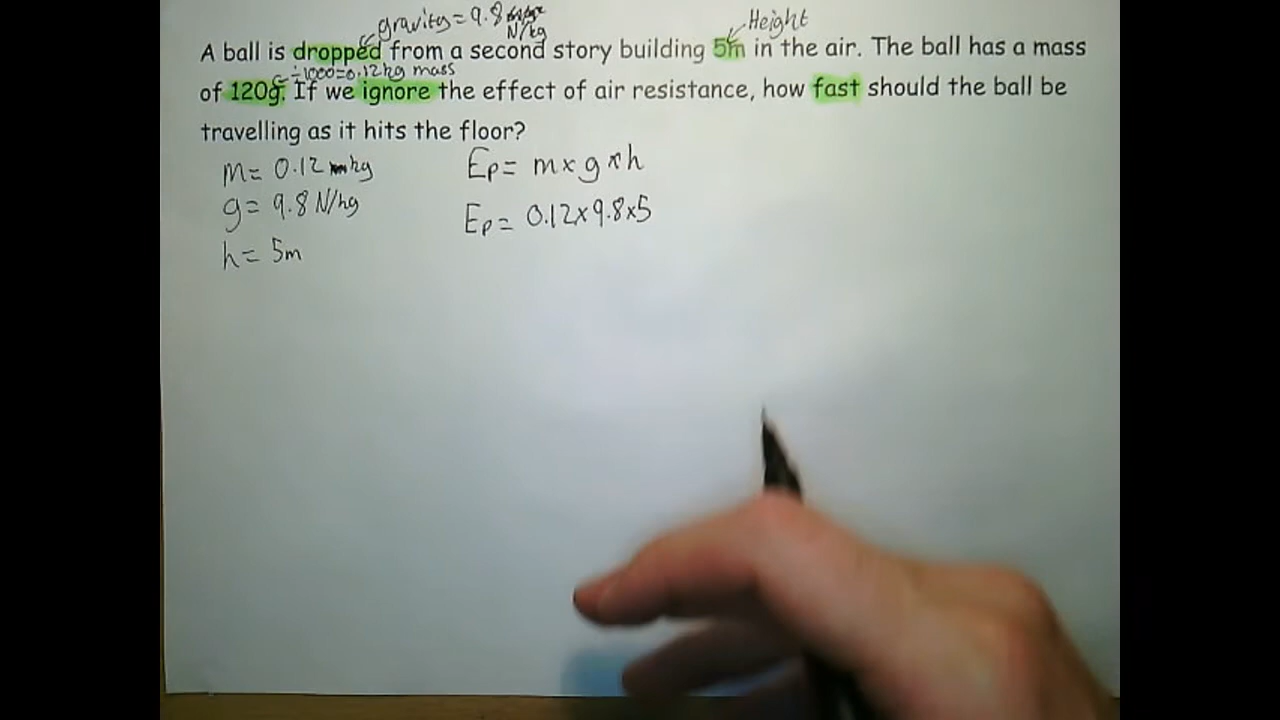 gravity = 9.8 N/kg
Height
A ball is dropped from a second story building 5m in the air. The ball has a mass
÷1000=0.12kg mass
of 120g. If we ignore the effect of air resistance, how fast should the ball be
travelling as it hits the floor?
m = 0.12 kg
g = 9.8 N/kg
h = 5m
Ep = m x g x h
Ep = 0.12 x 9.8 x 5